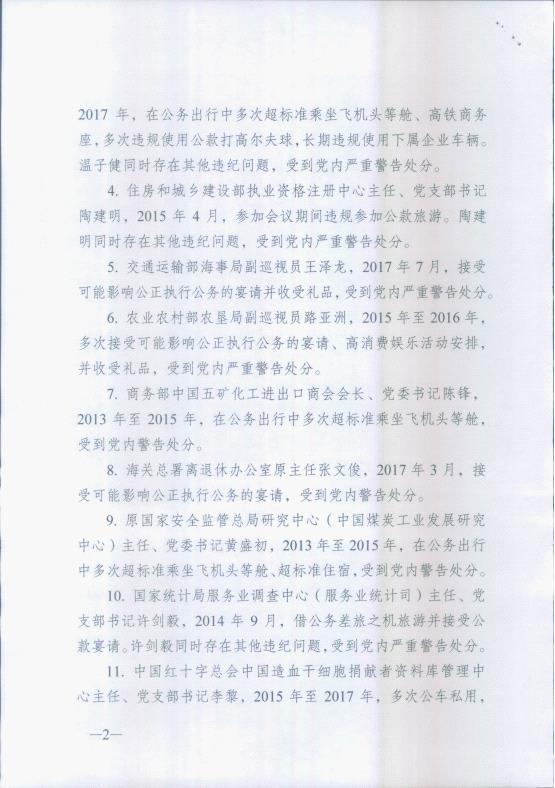 2017 年，在公务出行中多次超标准乘坐飞机头等舱、高铁商务
座，多次违规使用公款打高尔夫球，长期违规使用下属企业车辆。
温子健同时存在其他违纪问题，受到党内严重警告处分。
4. 住房和城乡建设部执业资格注册中心主任、党支部书记
陶建明，2015 年 4 月，参加会议期间违规参加公款旅游。陶建
明同时存在其他违纪问题，受到党内严重警告处分。
5. 交通运输部海事局副巡视员王泽龙，2017 年 7 月，接受
可能影响公正执行公务的宴请并收受礼品，受到党内严重警告处分。
6. 农业农村部农垦局副巡视员路亚洲，2015 年至 2016 年，
多次接受可能影响公正执行公务的宴请、高消费娱乐活动安排，
并收受礼品，受到党内严重警告处分。
7. 商务部中国五矿化工进出口商会会长、党委书记陈锋，
2013 年至 2015 年，在公务出行中多次超标准乘坐飞机头等舱，
受到党内警告处分。
8. 海关总署离退休办公室原主任张文俊，2017 年 3 月，接
受可能影响公正执行公务的宴请，受到党内警告处分。
9. 原国家安全监管总局研究中心（中国煤炭工业发展研究
中心）主任、党委书记黄盛初，2013 年至 2015 年，在公务出行
中多次超标准乘坐飞机头等舱、超标准住宿，受到党内警告处分。
10. 国家统计局服务业调查中心（服务业统计司）主任、党
支部书记许剑毅，2014 年 9 月，借公务差旅之机旅游并接受公
款宴请。许剑毅同时存在其他违纪问题，受到党内严重警告处分。
11. 中国红十字总会中国造血干细胞捐献者资料库管理中
心主任、党支部书记李黎，2015 年至 2017 年，多次公车私用，
—2—